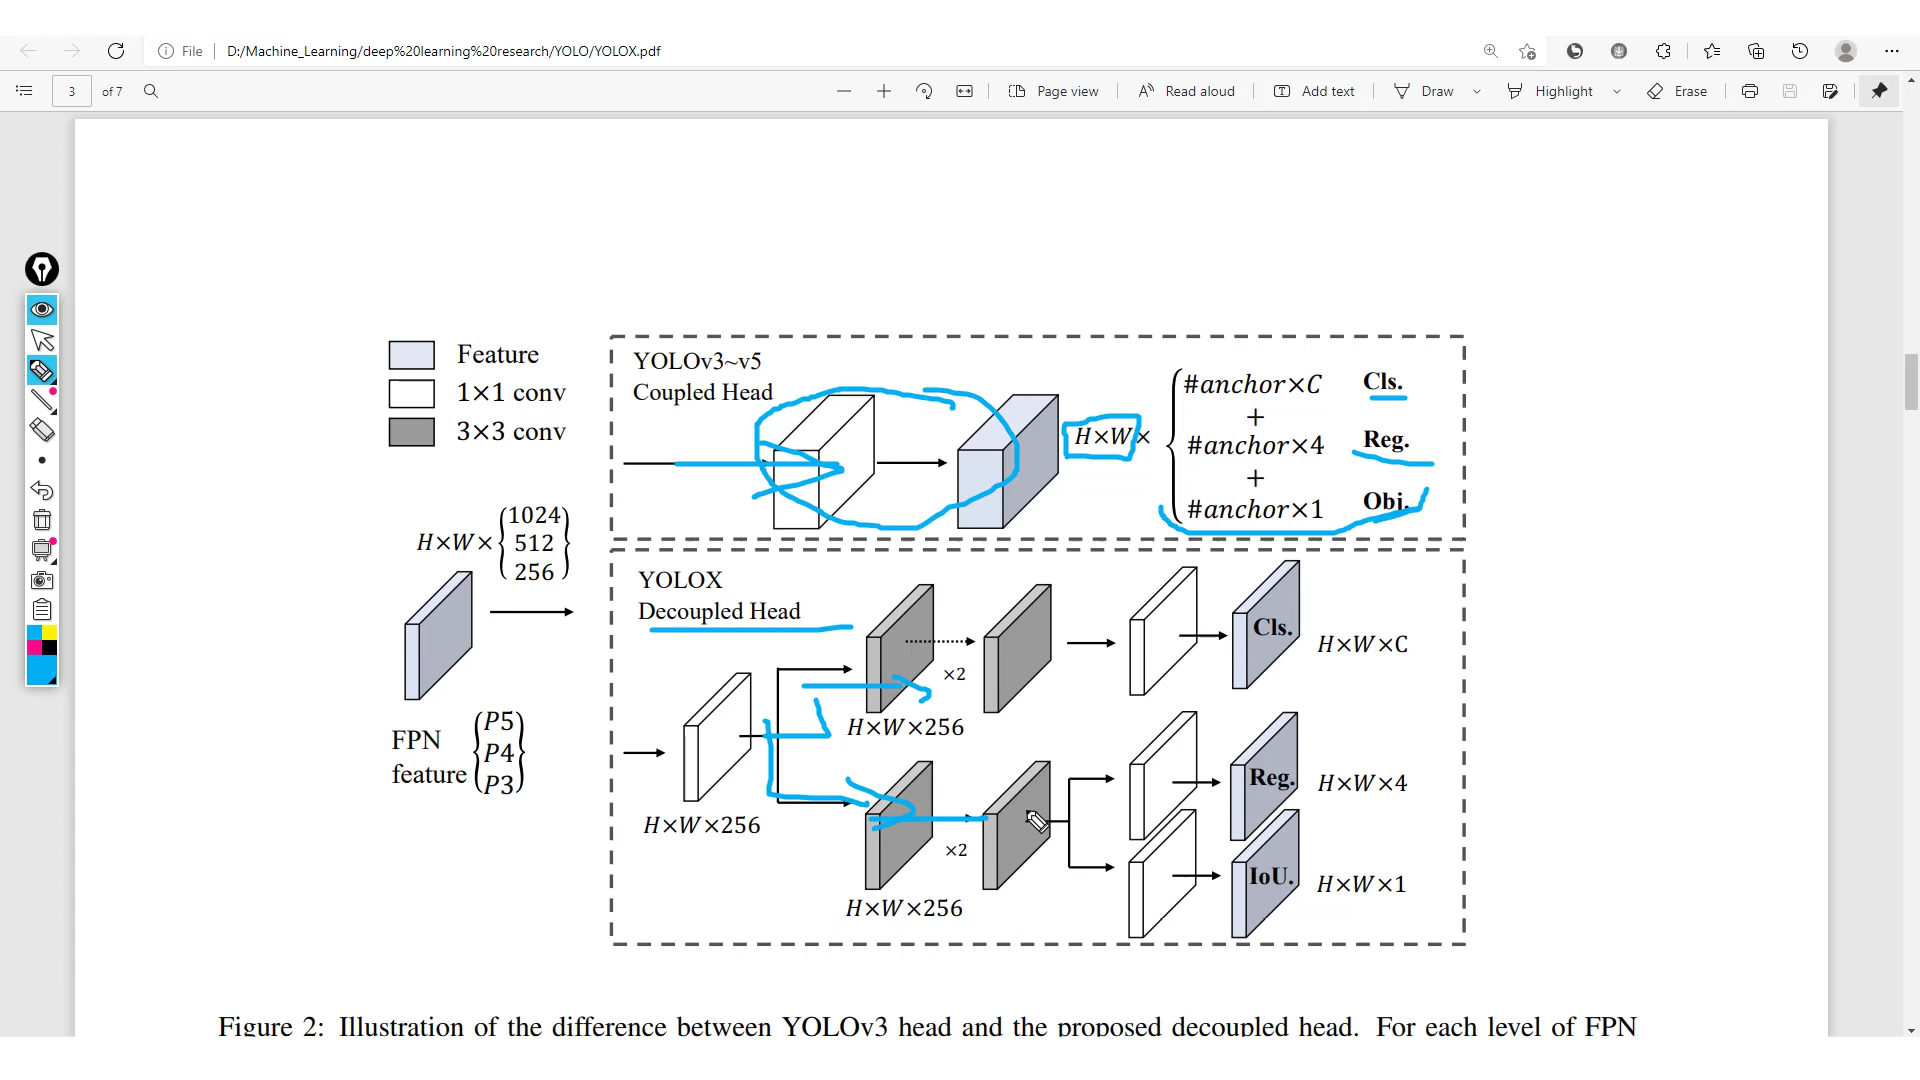 File
D:/Machine_Learning/deep%20learning%20research/YOLO/YOLOX.pdf
3
of 7
Page view
Read aloud
Add text
Draw
Highlight
Erase
Feature
1×1 conv
3×3 conv
YOLOv3~v5
Coupled Head
H×W×
#anchor×C Cls.
+
#anchor×4 Reg.
+
#anchor×1 Obj.
H×W×
1024
512
256
FPN
feature
P5
P4
P3
YOLOX
Decoupled Head
H×W×256
×2
H×W×256
Cls.
H×W×C
×2
H×W×256
Reg.
H×W×4
IoU.
H×W×1
Figure 2: Illustration of the difference between YOLOv3 head and the proposed decoupled head. For each level of FPN